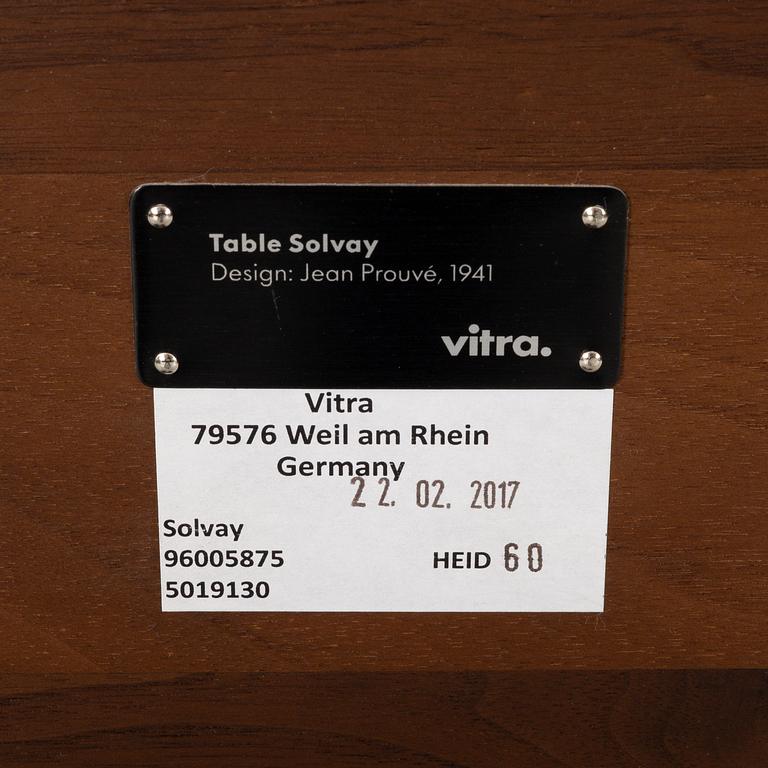 Table Solvay
Design: Jean Prouvé, 1941
vitra.
Vitra
79576 Weil am Rhein
Germany
22. 02. 2017
Solvay
96005875
HEID 60
5019130